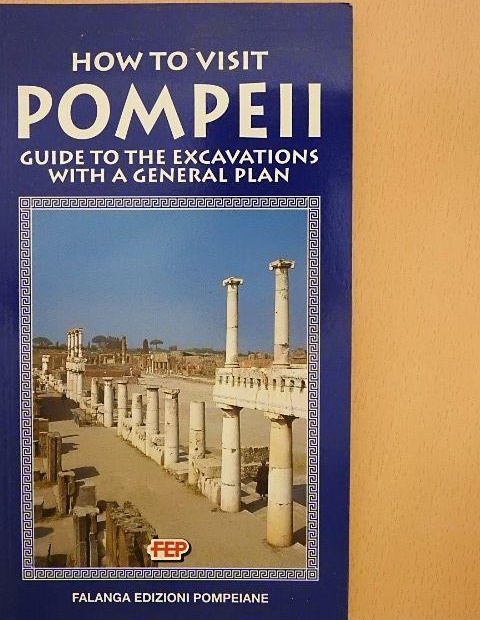 HOW TO VISIT
POMPEII
GUIDE TO THE EXCAVATIONS
WITH A GENERAL PLAN
FEP
FALANGA EDIZIONI POMPEIANE